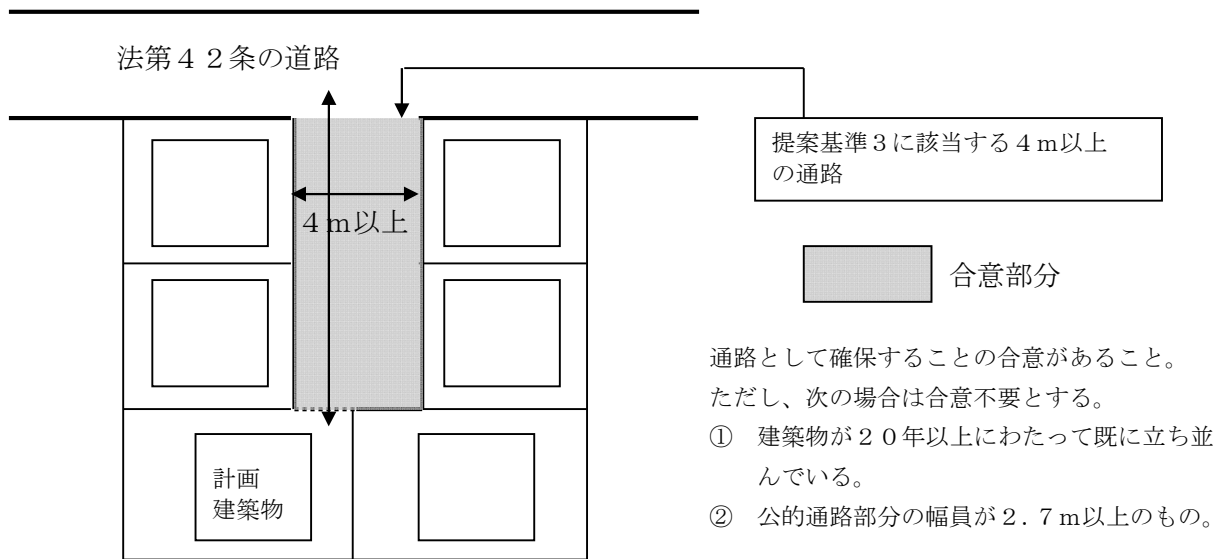 法第４２条の道路
提案基準３に該当する４ｍ以上
の通路
４ｍ以上
合意部分
通路として確保することの合意があること。
ただし、次の場合は合意不要とする。
① 建築物が２０年以上にわたって既に立ち並
んでいる。
② 公的通路部分の幅員が２．７ｍ以上のもの。
計画
建築物